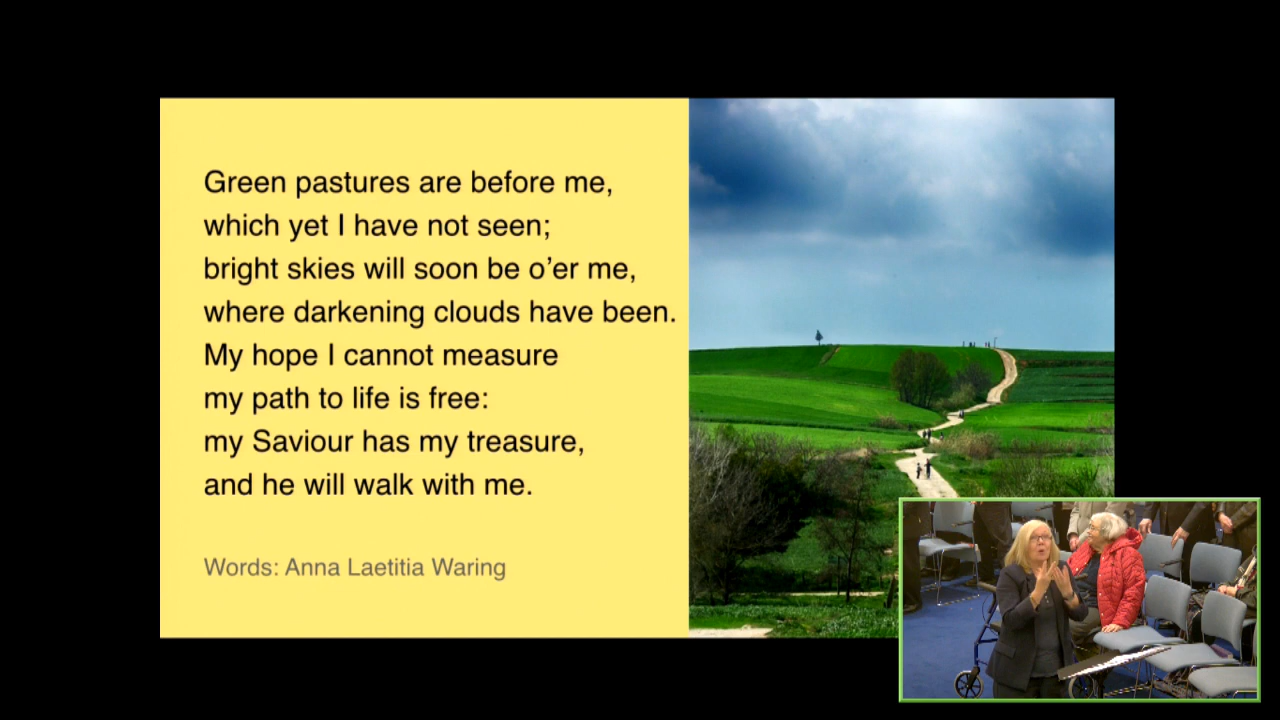 Green pastures are before me,
which yet I have not seen;
bright skies will soon be o’er me,
where darkening clouds have been.
My hope I cannot measure
my path to life is free:
my Saviour has my treasure,
and he will walk with me.
Words: Anna Laetitia Waring